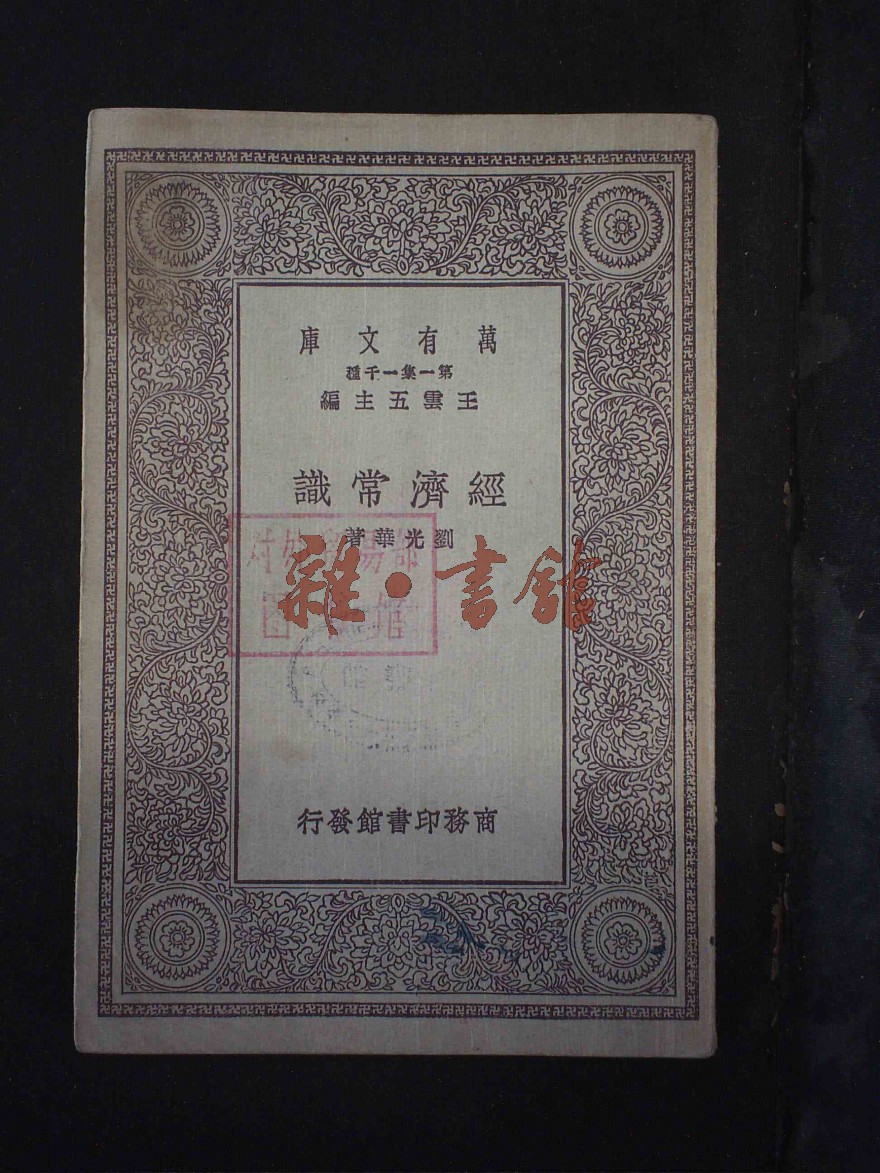 萬有文庫
第一集一千種
王雲五主編
經濟常識
劉光華著
雜·書館
商務印書館發行